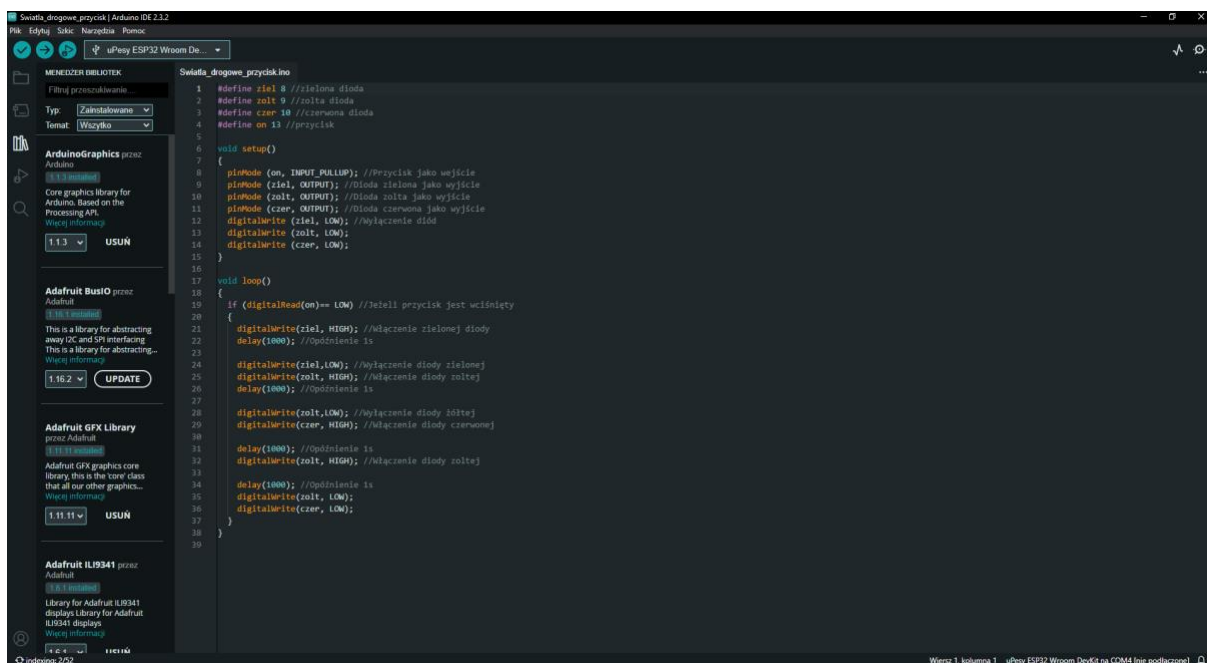 Swiatla_drogowe_przycisk | Arduino IDE 2.3.2
Plik Edytuj Szkic Narzędzia Pomoc
uPesy ESP32 Wroom De...
MENEDŻER BIBLIOTEK
Filtruj przeszukiwanie...
Typ: Zainstalowane
Temat: Wszytko
ArduinoGraphics przez
Arduino
1.1.3 installed
Core graphics library for
Arduino. Based on the
Processing API.
Więcej informacji
1.1.3 USUŃ
Adafruit BusIO przez
Adafruit
1.16.1 installed
This is a library for abstracting
away I2C and SPI interfacing
This is a library for abstracting...
Więcej informacji
1.16.2 UPDATE
Adafruit GFX Library
przez Adafruit
1.11.11 installed
Adafruit GFX graphics core
library, this is the 'core' class
that all our other graphics...
Więcej informacji
1.11.11 USUŃ
Adafruit ILI9341 przez
Adafruit
1.6.1 installed
Library for Adafruit ILI9341
displays Library for Adafruit
ILI9341 displays
Więcej informacji
1.6.1 USUŃ
Swiatla_drogowe_przycisk.ino
1 #define ziel 8 //zielona dioda
2 #define zolt 9 //zolta dioda
3 #define czer 10 //czerwona dioda
4 #define on 13 //przycisk
5
6 void setup()
7 {
8 pinMode (on, INPUT_PULLUP); //Przycisk jako wejście
9 pinMode (ziel, OUTPUT); //Dioda zielona jako wyjście
10 pinMode (zolt, OUTPUT); //Dioda zolta jako wyjście
11 pinMode (czer, OUTPUT); //Dioda czerwona jako wyjście
12 digitalWrite (ziel, LOW); //Wyłączenie diód
13 digitalWrite (zolt, LOW);
14 digitalWrite (czer, LOW);
15 }
16
17 void loop()
18 {
19 if (digitalRead(on)== LOW) //Jeżeli przycisk jest wciśnięty
20 {
21 digitalWrite(ziel, HIGH); //Włączenie zielonej diody
22 delay(1000); //Opóźnienie 1s
23
24 digitalWrite(ziel,LOW); //Wyłączenie diody zielonej
25 digitalWrite(zolt, HIGH); //Włączenie diody zoltej
26 delay(1000); //Opóźnienie 1s
27
28 digitalWrite(zolt,LOW); //Wyłączenie diody żółtej
29 digitalWrite(czer, HIGH); //Włączenie diody czerwonej
30
31 delay(1000); //Opóźnienie 1s
32 digitalWrite(zolt, HIGH); //Włączenie diody zoltej
33
34 delay(1000); //Opóźnienie 1s
35 digitalWrite(zolt, LOW);
36 digitalWrite(czer, LOW);
37 }
38 }
39
indexing: 2/52
Wiersz 1, kolumna 1 uPesy ESP32 Wroom DevKit na COM4 [nie podłączone]